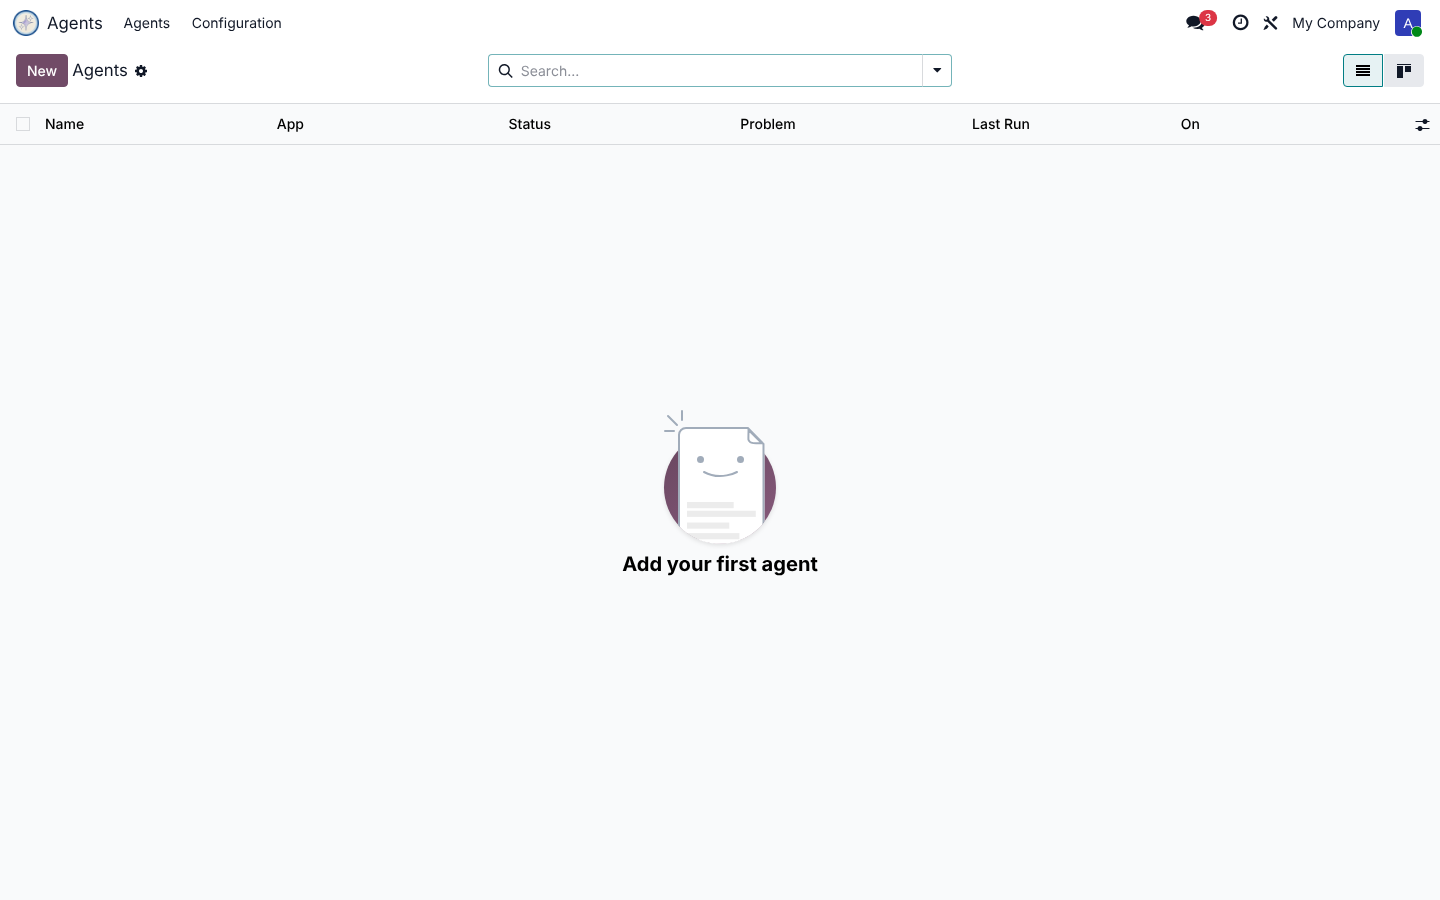 Agents Agents Configuration 3 My Company A
New Agents Search...
Name App Status Problem Last Run On
Add your first agent